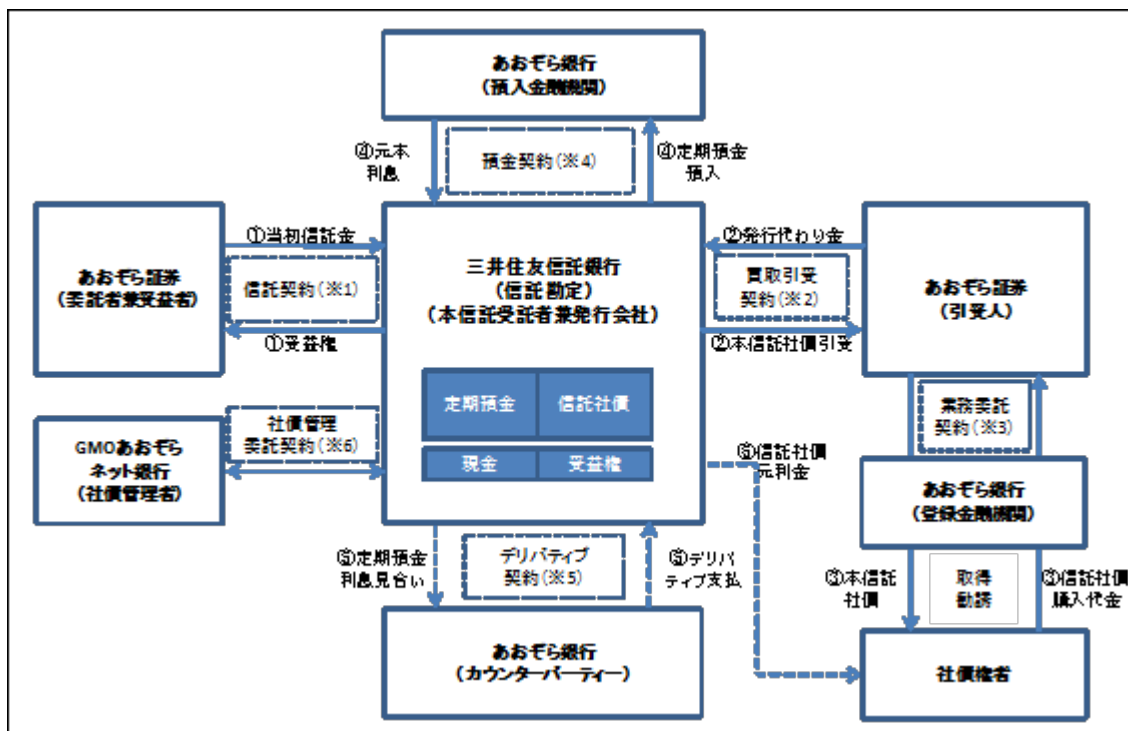 あおぞら銀行
(預入金融機関)
④元本
利息
預金契約(※4)
④定期預金
預入
あおぞら証券
(委託者兼受益者)
①当初信託金
信託契約(※1)
①受益権
三井住友信託銀行
(信託勘定)
(本信託受託者兼発行会社)
②発行代わり金
買取引受
契約(※2)
②本信託社債引受
あおぞら証券
(引受人)
定期預金
信託社債
現金
受益権
GMOあおぞら
ネット銀行
(社債管理者)
社債管理
委託契約(※6)
業務委託
契約(※3)
⑥信託社債
元利金
あおぞら銀行
(登録金融機関)
⑤定期預金
利息見合い
デリバティブ
契約(※5)
⑤デリバ
ティブ支払
③本信託
社債
取得
勧誘
③信託社債
購入代金
あおぞら銀行
(カウンターパーティー)
社債権者